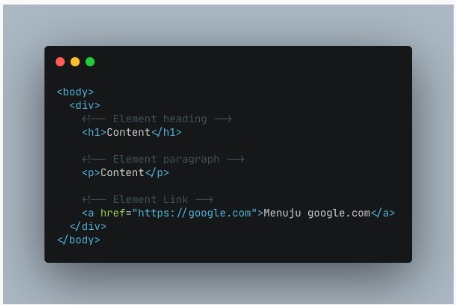 <body>
<div>
<!-- Element heading -->
<h1>Content</h1>
<!-- Element paragraph -->
<p>Content</p>
<!-- Element Link -->
<a href="https://google.com">Menuju google.com</a>
</div>
</body>